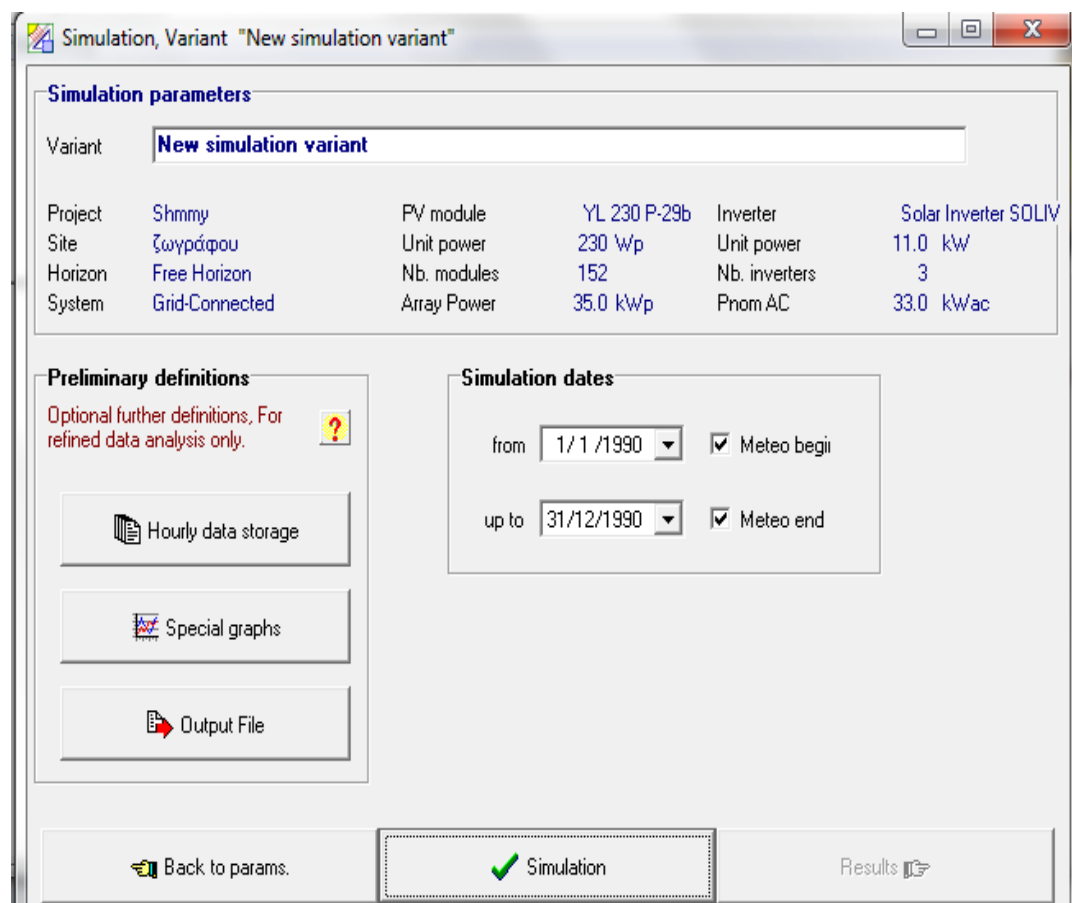 Simulation, Variant "New simulation variant"
Simulation parameters
Variant New simulation variant
Project Shmmy PV module YL 230 P-29b Inverter Solar Inverter SOLIV
Site ζωγράφου Unit power 230 Wp Unit power 11.0 kW
Horizon Free Horizon Nb. modules 152 Nb. inverters 3
System Grid-Connected Array Power 35.0 kWp Pnom AC 33.0 kWac
Preliminary definitions
Optional further definitions, For
refined data analysis only.
?
Hourly data storage
Special graphs
Output File
Simulation dates
from 1/ 1 /1990 Meteo begii
up to 31/12/1990 Meteo end
Back to params. Simulation Results